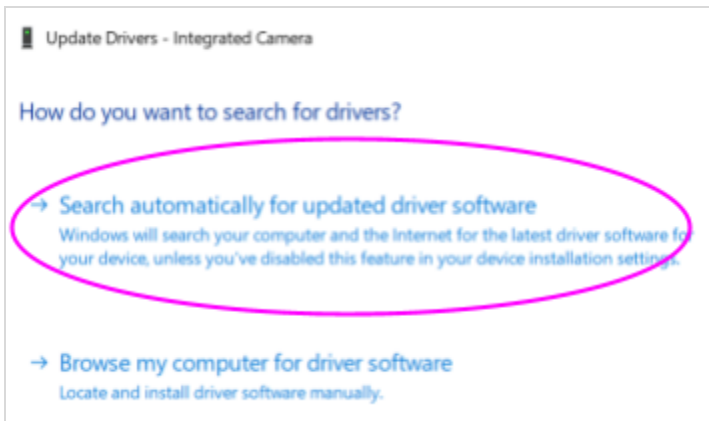 Update Drivers - Integrated Camera
How do you want to search for drivers?
→ Search automatically for updated driver software
Windows will search your computer and the Internet for the latest driver software for
your device, unless you've disabled this feature in your device installation settings.
→ Browse my computer for driver software
Locate and install driver software manually.